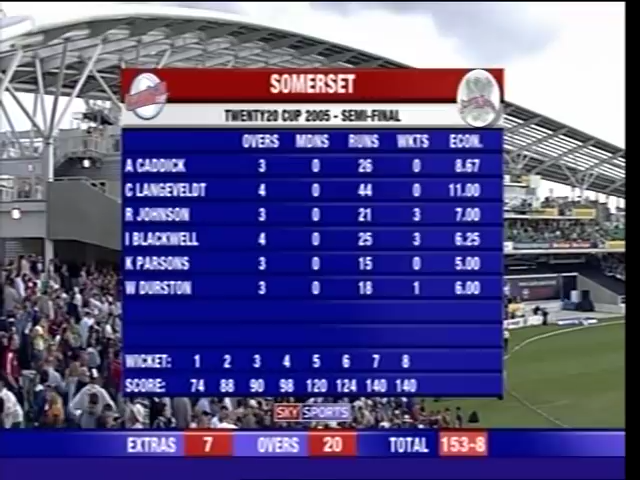 SOMERSET
TWENTY20 CUP 2005 - SEMI-FINAL
OVERS MDNS RUNS WKTS ECON.
A CADDICK 3 0 26 0 8.67
C LANGEVELDT 4 0 44 0 11.00
R JOHNSON 3 0 21 3 7.00
I BLACKWELL 4 0 25 3 6.25
K PARSONS 3 0 15 0 5.00
W DURSTON 3 0 18 1 6.00
WICKET: 1 2 3 4 5 6 7 8
SCORE: 74 88 90 98 120 124 140 140
SKY SPORTS
EXTRAS 7 OVERS 20 TOTAL 153-8